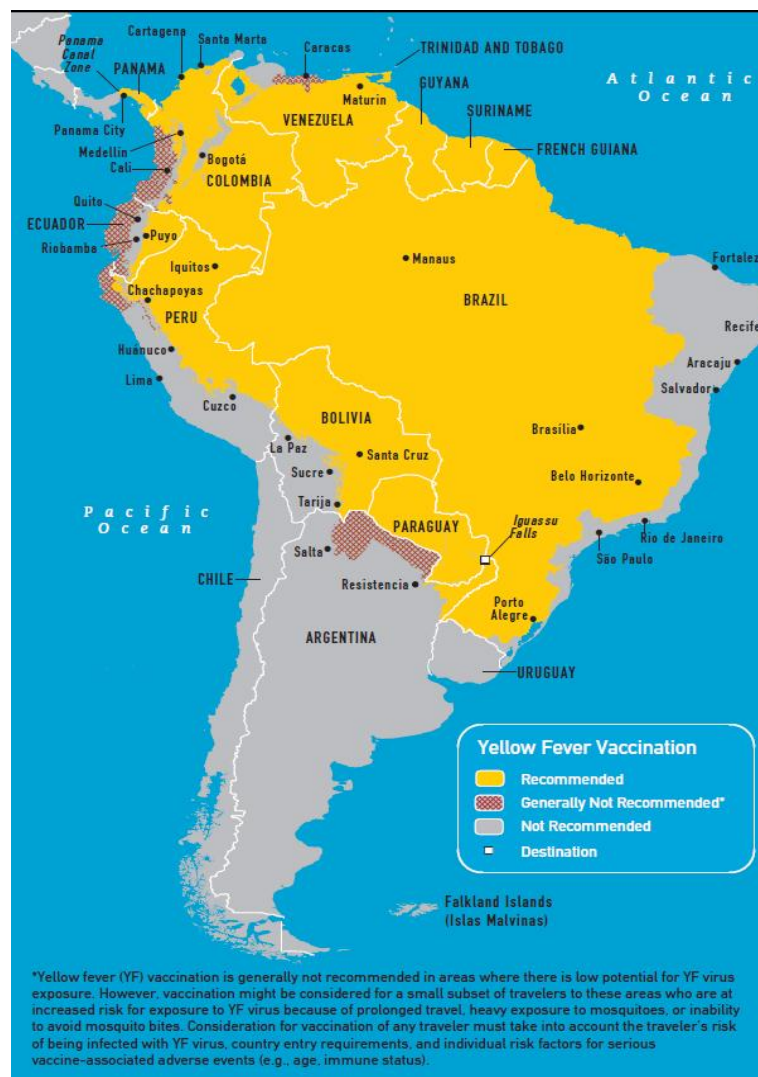 Panama
Canal
Zone
Cartagena
Santa Marta
Caracas
TRINIDAD AND TOBAGO
PANAMA
GUYANA
Atlantic
Ocean
Maturin
SURINAME
Panama City
VENEZUELA
Medellin
FRENCH GUIANA
Bogotá
Cali
COLOMBIA
Quito
ECUADOR
Puyo
Riobamba
Iquitos
Manaus
Fortalez
Chachapoyas
BRAZIL
PERU
Recife
Huánuco
Aracaju
Lima
Salvador
Cuzco
BOLIVIA
Brasília
La Paz
Santa Cruz
Sucre
Belo Horizonte
Tarija
Pacific
Ocean
PARAGUAY
Iguassu
Falls
Rio de Janeiro
Salta
São Paulo
CHILE
Resistencia
Porto
Alegre
ARGENTINA
URUGUAY
Yellow Fever Vaccination
Recommended
Generally Not Recommended*
Not Recommended
Destination
Falkland Islands
(Islas Malvinas)
*Yellow fever (YF) vaccination is generally not recommended in areas where there is low potential for YF virus
exposure. However, vaccination might be considered for a small subset of travelers to these areas who are at
increased risk for exposure to YF virus because of prolonged travel, heavy exposure to mosquitoes, or inability
to avoid mosquito bites. Consideration for vaccination of any traveler must take into account the traveler's risk
of being infected with YF virus, country entry requirements, and individual risk factors for serious
vaccine-associated adverse events (e.g., age, immune status).